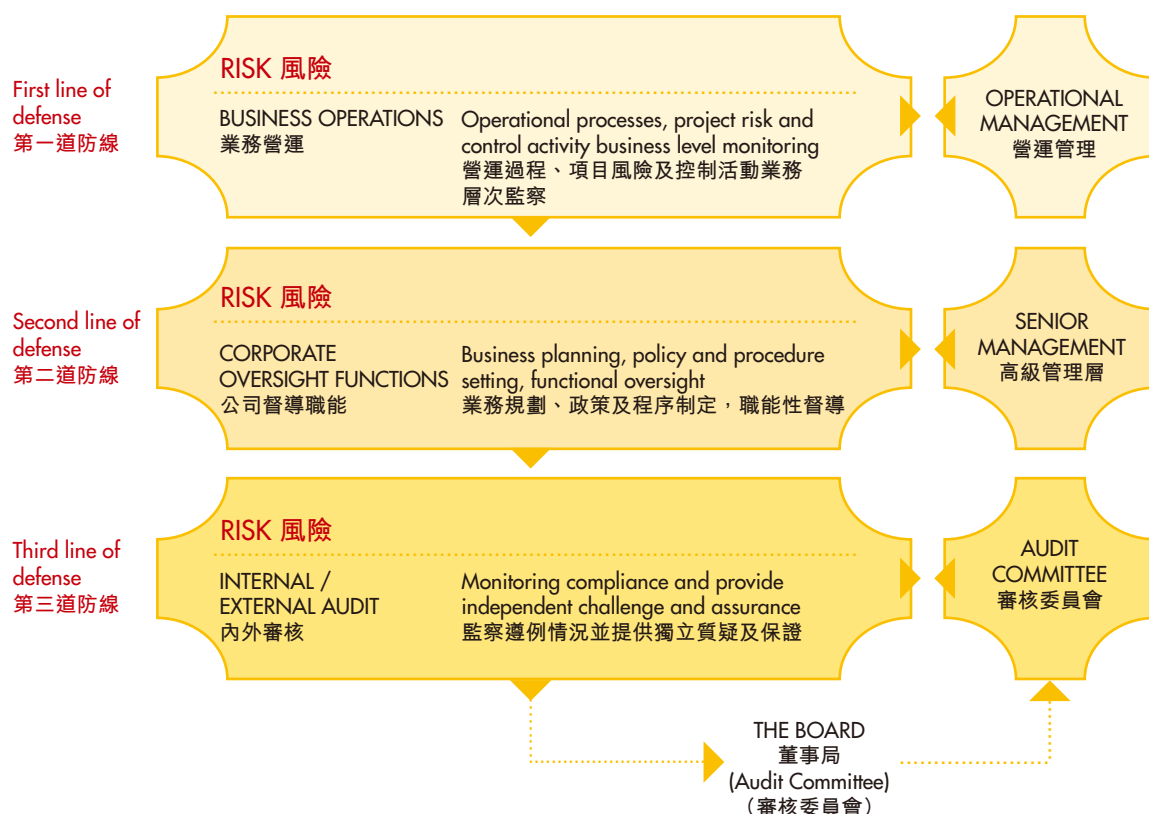 First line of
defense
第一道防線
RISK 風險
BUSINESS OPERATIONS
業務營運
Operational processes, project risk and
control activity business level monitoring
營運過程、項目風險及控制活動業務
層次監察
OPERATIONAL
MANAGEMENT
營運管理
Second line of
defense
第二道防線
RISK 風險
CORPORATE
OVERSIGHT FUNCTIONS
公司督導職能
Business planning, policy and procedure
setting, functional oversight
業務規劃、政策及程序制定，職能性督導
SENIOR
MANAGEMENT
高級管理層
Third line of
defense
第三道防線
RISK 風險
INTERNAL /
EXTERNAL AUDIT
內外審核
Monitoring compliance and provide
independent challenge and assurance
監察遵例情況並提供獨立質疑及保證
AUDIT
COMMITTEE
審核委員會
THE BOARD
董事局
(Audit Committee)
（審核委員會）